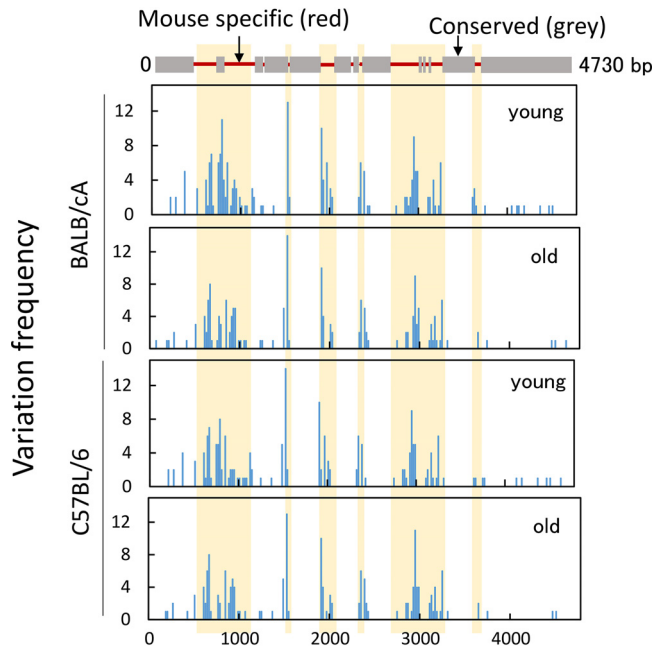 Mouse specific (red)
Conserved (grey)
0
4730 bp
Variation frequency
BALB/cA
12
8
4
0
young
12
8
4
0
old
C57BL/6
12
8
4
0
young
12
8
4
0
old
0 1000 2000 3000 4000